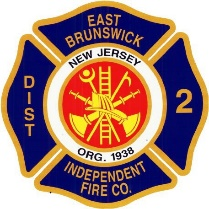 EAST
BRUNSWICK
NEW JERSEY
DIST
2
ORG. 1938
INDEPENDENT
FIRE CO.